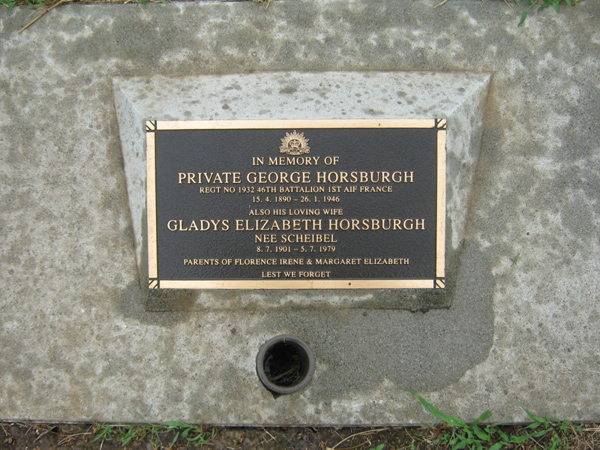 IN MEMORY OF
PRIVATE GEORGE HORSBURGH
REGT NO 1932 46TH BATTALION 1ST AIF FRANCE
15. 4. 1890 – 26. 1. 1946
ALSO HIS LOVING WIFE
GLADYS ELIZABETH HORSBURGH
NEE SCHEIBEL
8. 7. 1901 – 5. 7. 1979
PARENTS OF FLORENCE IRENE & MARGARET ELIZABETH
LEST WE FORGET